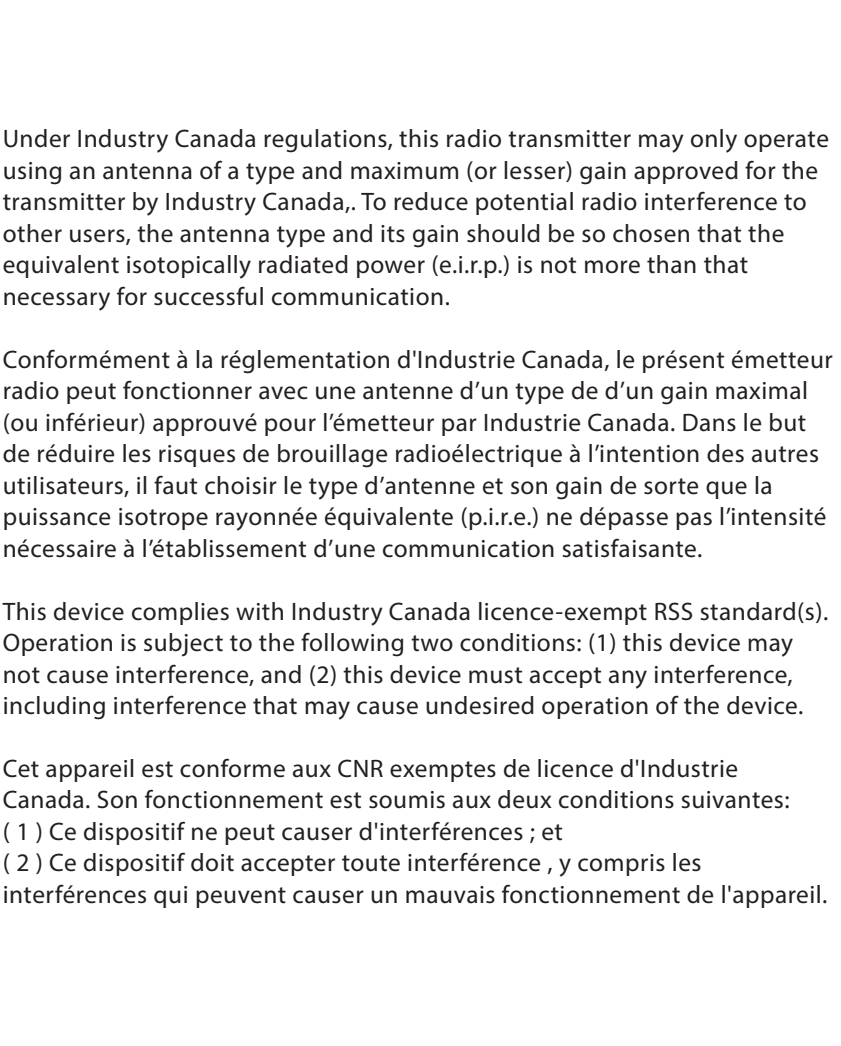 Under Industry Canada regulations, this radio transmitter may only operate
using an antenna of a type and maximum (or lesser) gain approved for the
transmitter by Industry Canada,. To reduce potential radio interference to
other users, the antenna type and its gain should be so chosen that the
equivalent isotopically radiated power (e.i.r.p.) is not more than that
necessary for successful communication.
Conformément à la réglementation d'Industrie Canada, le présent émetteur
radio peut fonctionner avec une antenne d’un type de d’un gain maximal
(ou inférieur) approuvé pour l’émetteur par Industrie Canada. Dans le but
de réduire les risques de brouillage radioélectrique à l’intention des autres
utilisateurs, il faut choisir le type d’antenne et son gain de sorte que la
puissance isotrope rayonnée équivalente (p.i.r.e.) ne dépasse pas l’intensité
nécessaire à l’établissement d’une communication satisfaisante.
This device complies with Industry Canada licence-exempt RSS standard(s).
Operation is subject to the following two conditions: (1) this device may
not cause interference, and (2) this device must accept any interference,
including interference that may cause undesired operation of the device.
Cet appareil est conforme aux CNR exemptes de licence d'Industrie
Canada. Son fonctionnement est soumis aux deux conditions suivantes:
( 1 ) Ce dispositif ne peut causer d'interférences ; et
( 2 ) Ce dispositif doit accepter toute interférence , y compris les
interférences qui peuvent causer un mauvais fonctionnement de l'appareil.